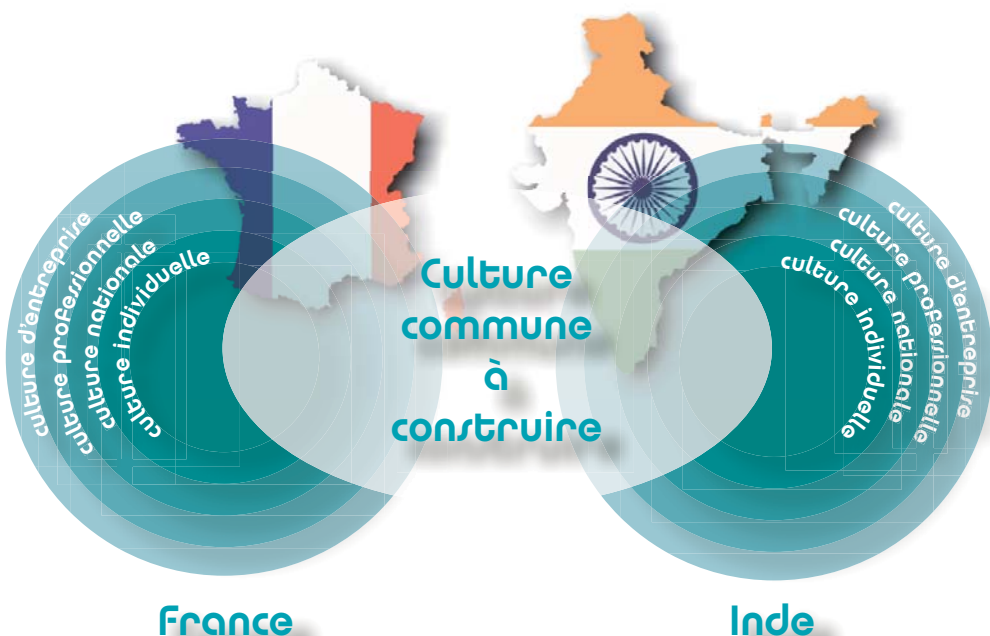 culture d'entreprise
culture professionnelle
culture nationale
culture individuelle
Culture
commune
à
construire
culture individuelle
culture nationale
culture professionnelle
culture d'entreprise
France
Inde